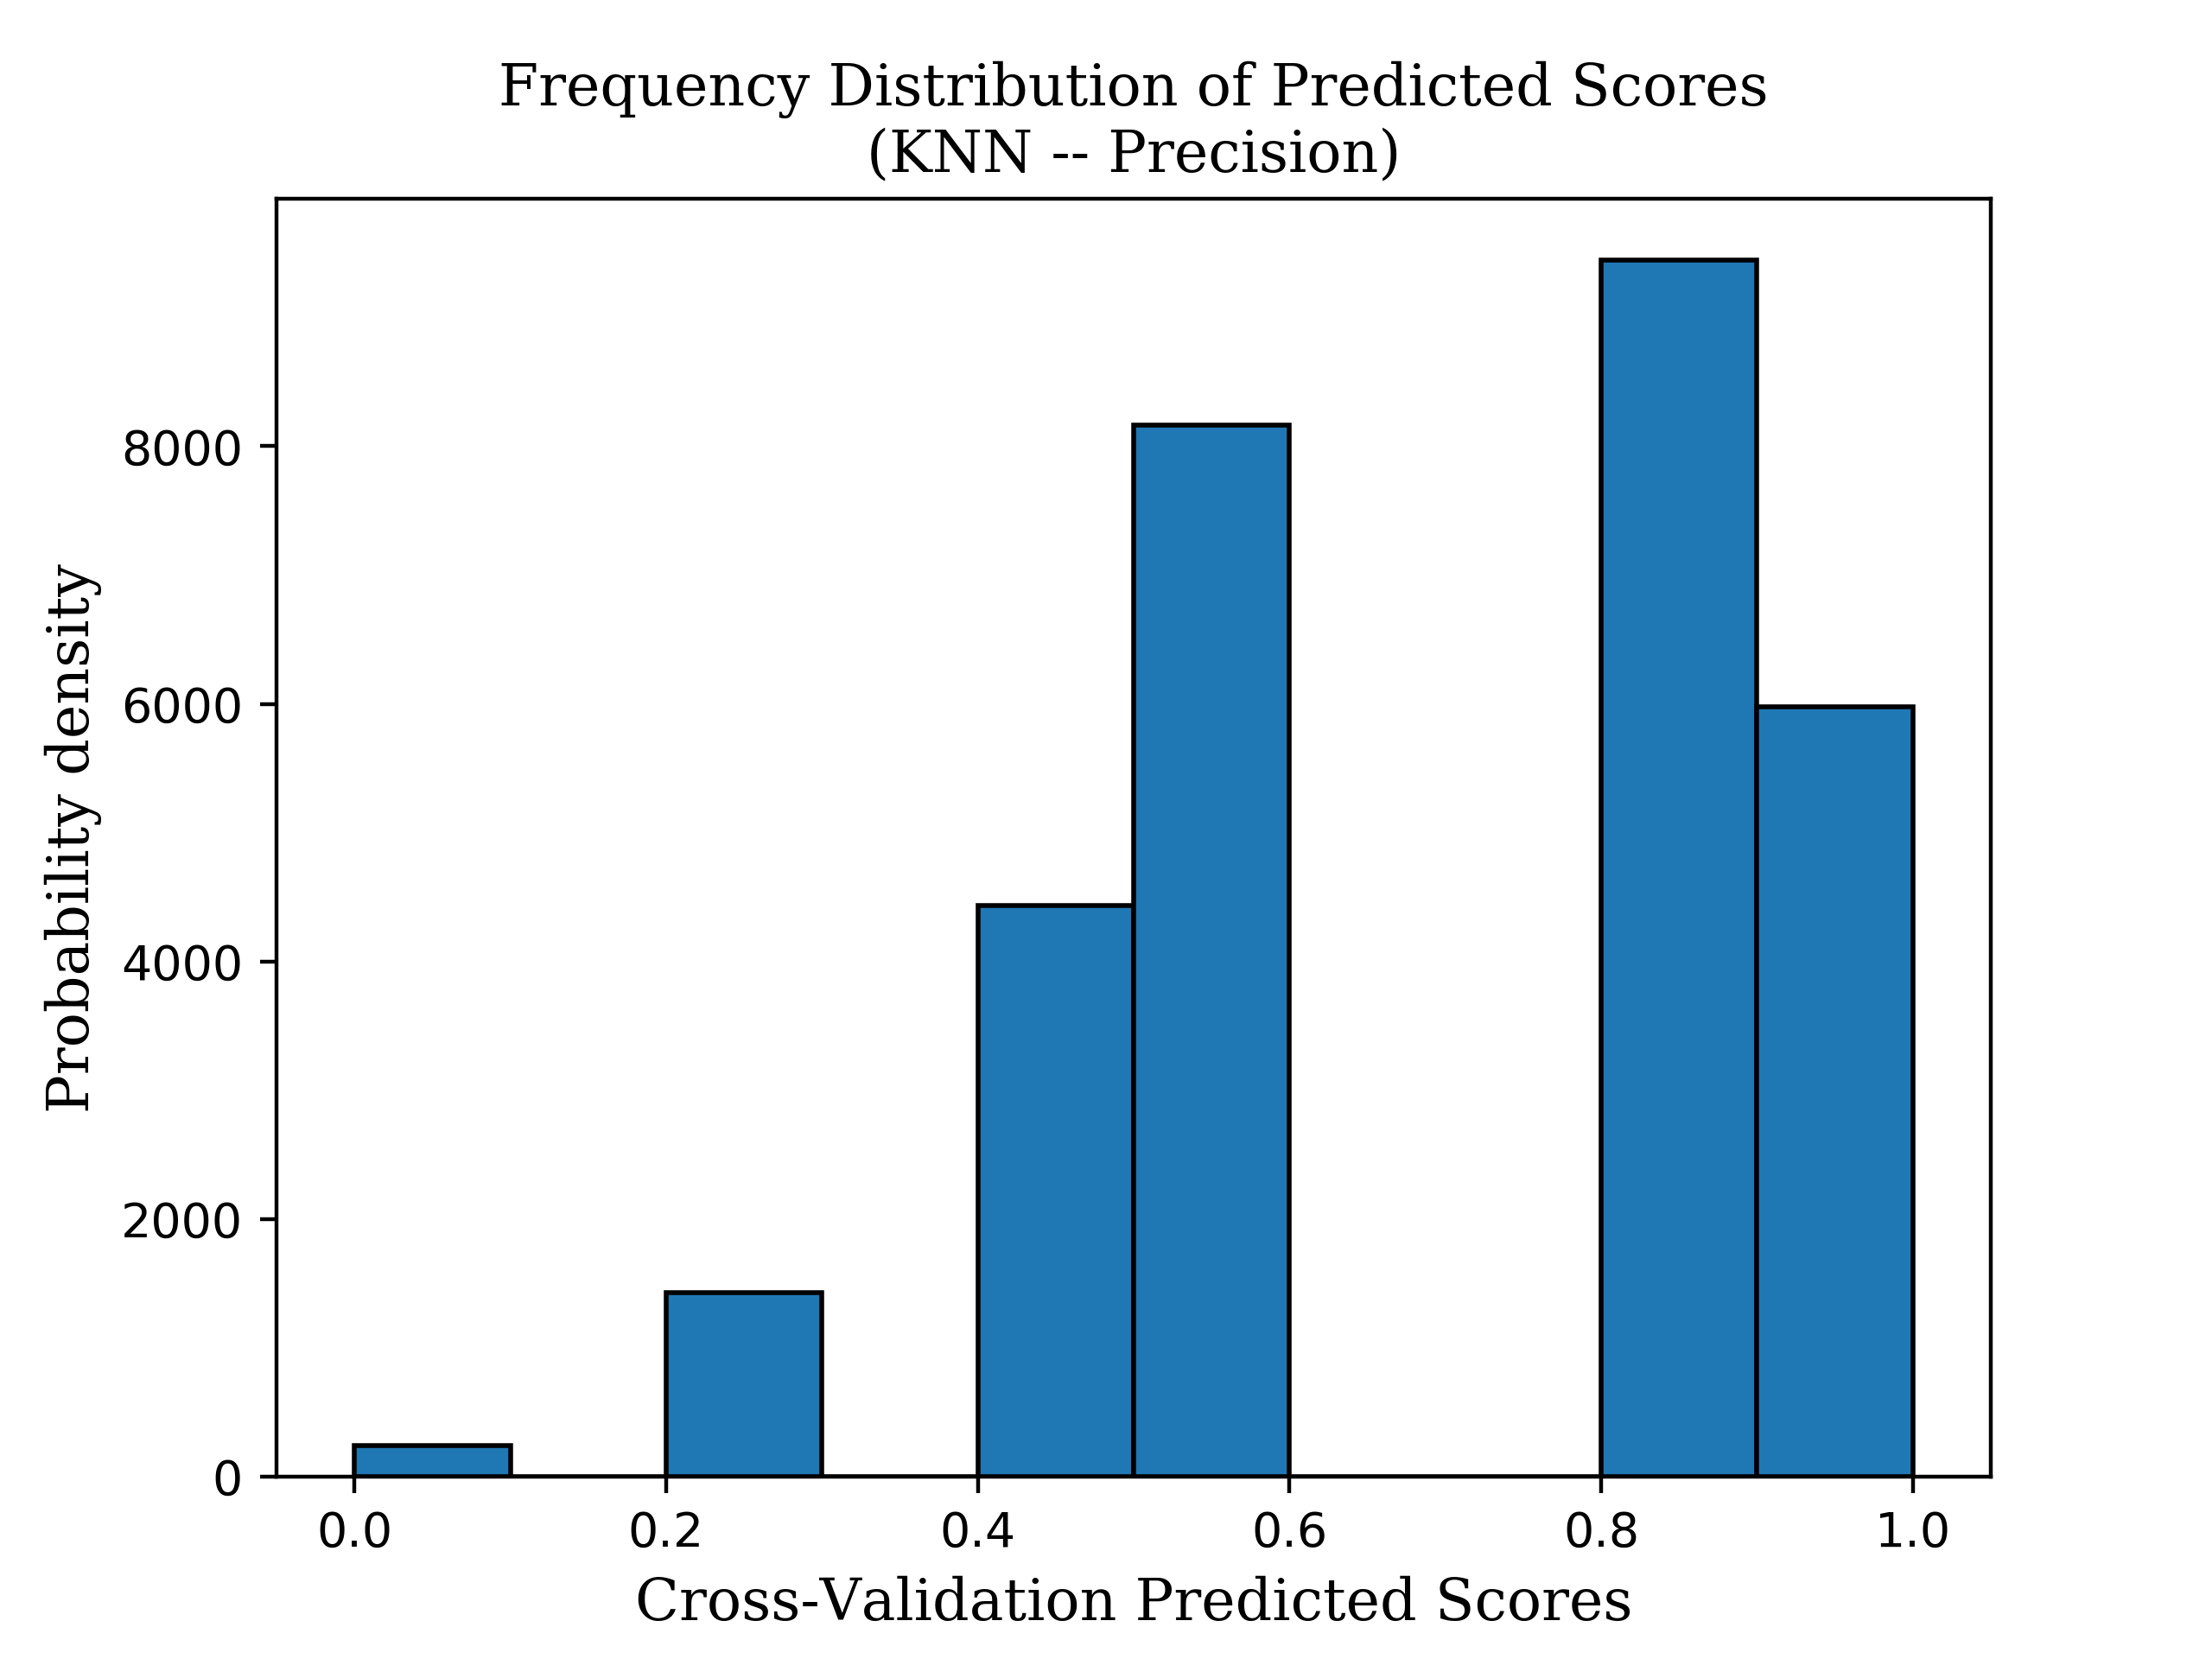 Frequency Distribution of Predicted Scores
(KNN -- Precision)
Probability density
8000
6000
4000
2000
0
0.0 0.2 0.4 0.6 0.8 1.0
Cross-Validation Predicted Scores